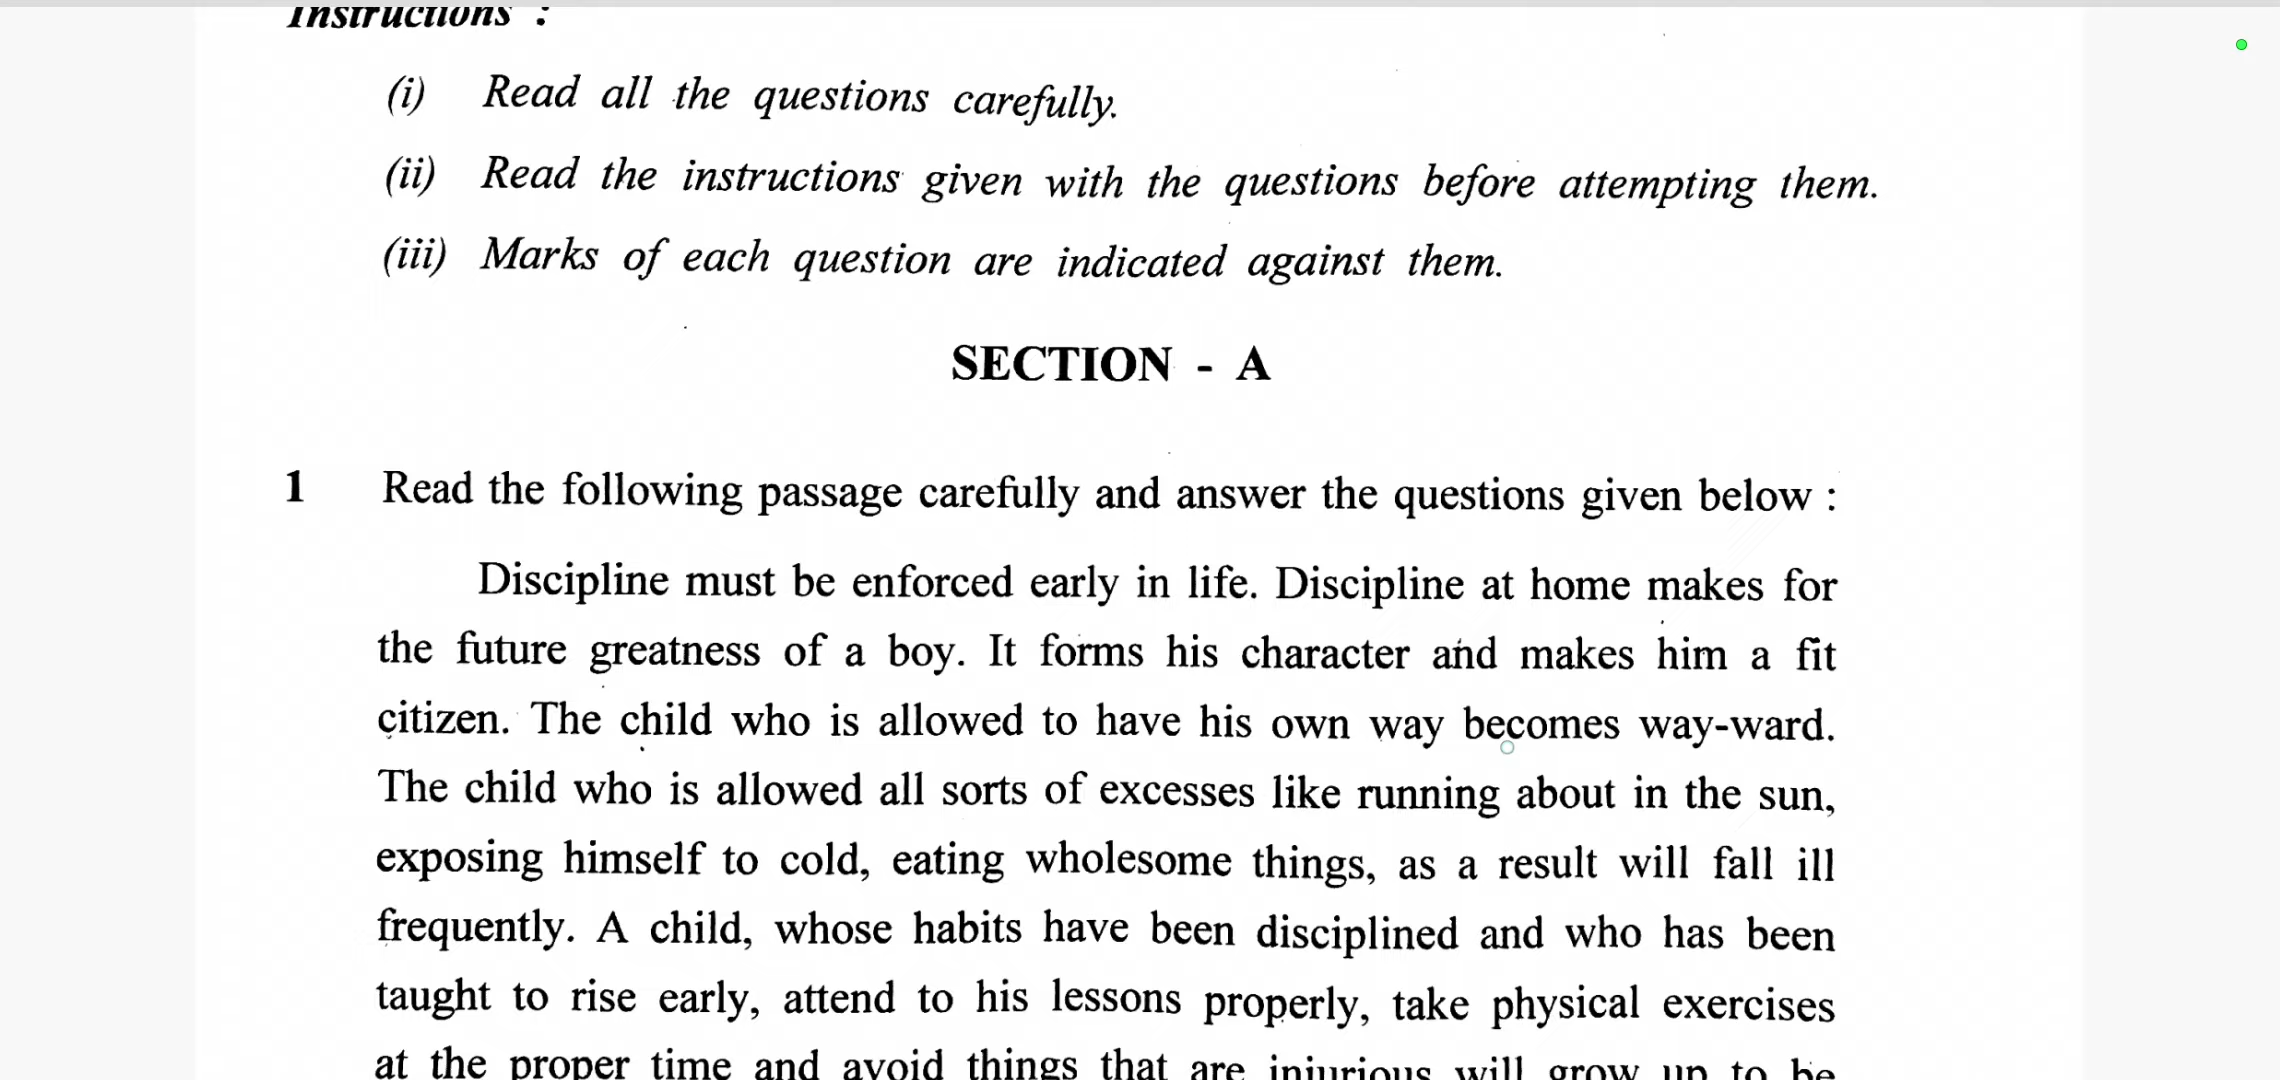 Instructions :
(i) Read all the questions carefully.
(ii) Read the instructions given with the questions before attempting them.
(iii) Marks of each question are indicated against them.
SECTION - A
1 Read the following passage carefully and answer the questions given below :
Discipline must be enforced early in life. Discipline at home makes for
the future greatness of a boy. It forms his character and makes him a fit
citizen. The child who is allowed to have his own way becomes way-ward.
The child who is allowed all sorts of excesses like running about in the sun,
exposing himself to cold, eating wholesome things, as a result will fall ill
frequently. A child, whose habits have been disciplined and who has been
taught to rise early, attend to his lessons properly, take physical exercises
at the proper time and avoid things that are injurious will grow up to be